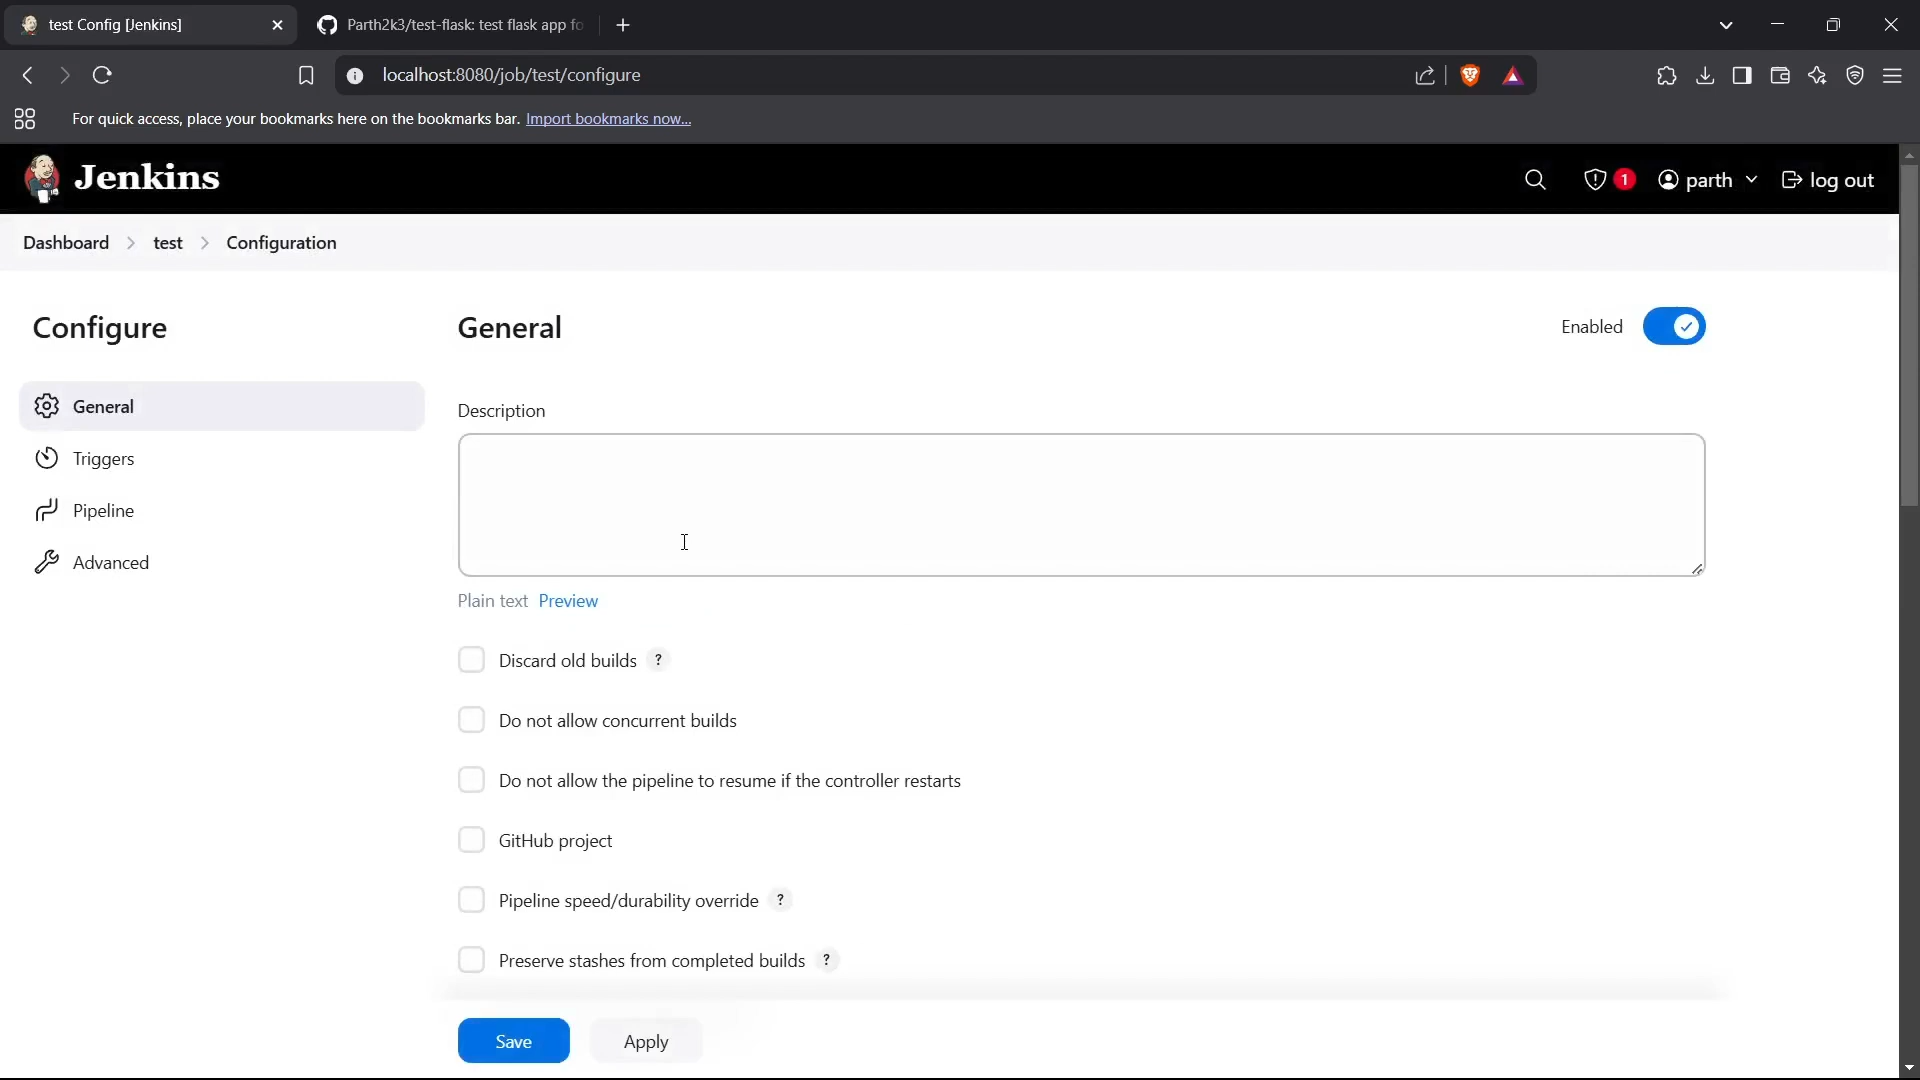 test Config [Jenkins]
Parth2k3/test-flask: test flask app fo
localhost:8080/job/test/configure
For quick access, place your bookmarks here on the bookmarks bar. Import bookmarks now...
Jenkins
1
parth
log out
Dashboard
test
Configuration
Configure
General
Triggers
Pipeline
Advanced
General
Enabled
Description
Plain text Preview
Discard old builds ?
Do not allow concurrent builds
Do not allow the pipeline to resume if the controller restarts
GitHub project
Pipeline speed/durability override ?
Preserve stashes from completed builds ?
Save
Apply